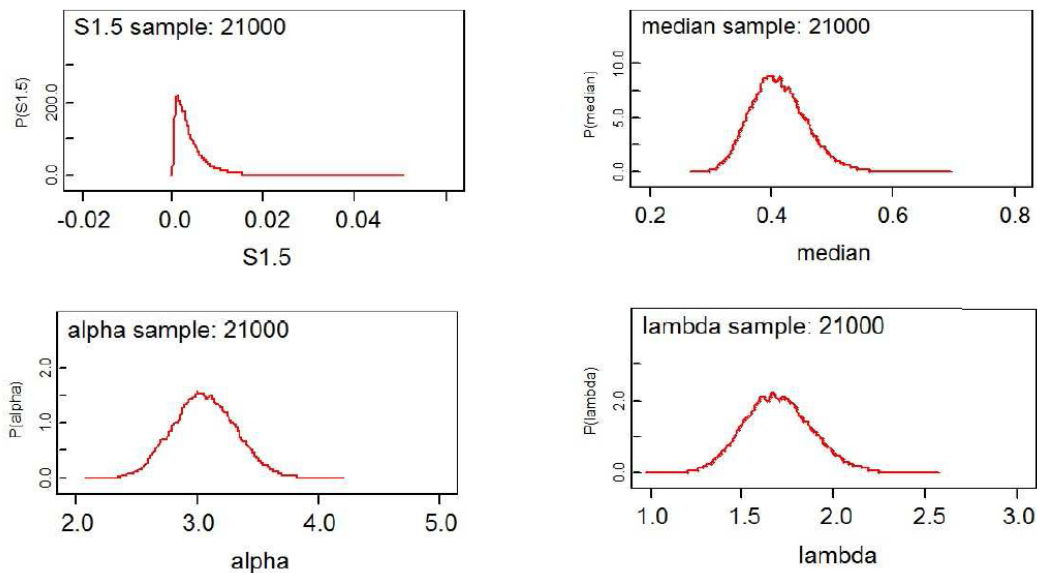 S1.5 sample: 21000
P(S1.5)
200.0
0.0
-0.02 0.0 0.02 0.04
S1.5
median sample: 21000
P(median)
10.0
5.0
0.0
0.2 0.4 0.6 0.8
median
alpha sample: 21000
P(alpha)
2.0
1.0
0.0
2.0 3.0 4.0 5.0
alpha
lambda sample: 21000
P(lambda)
2.0
0.0
1.0 1.5 2.0 2.5 3.0
lambda